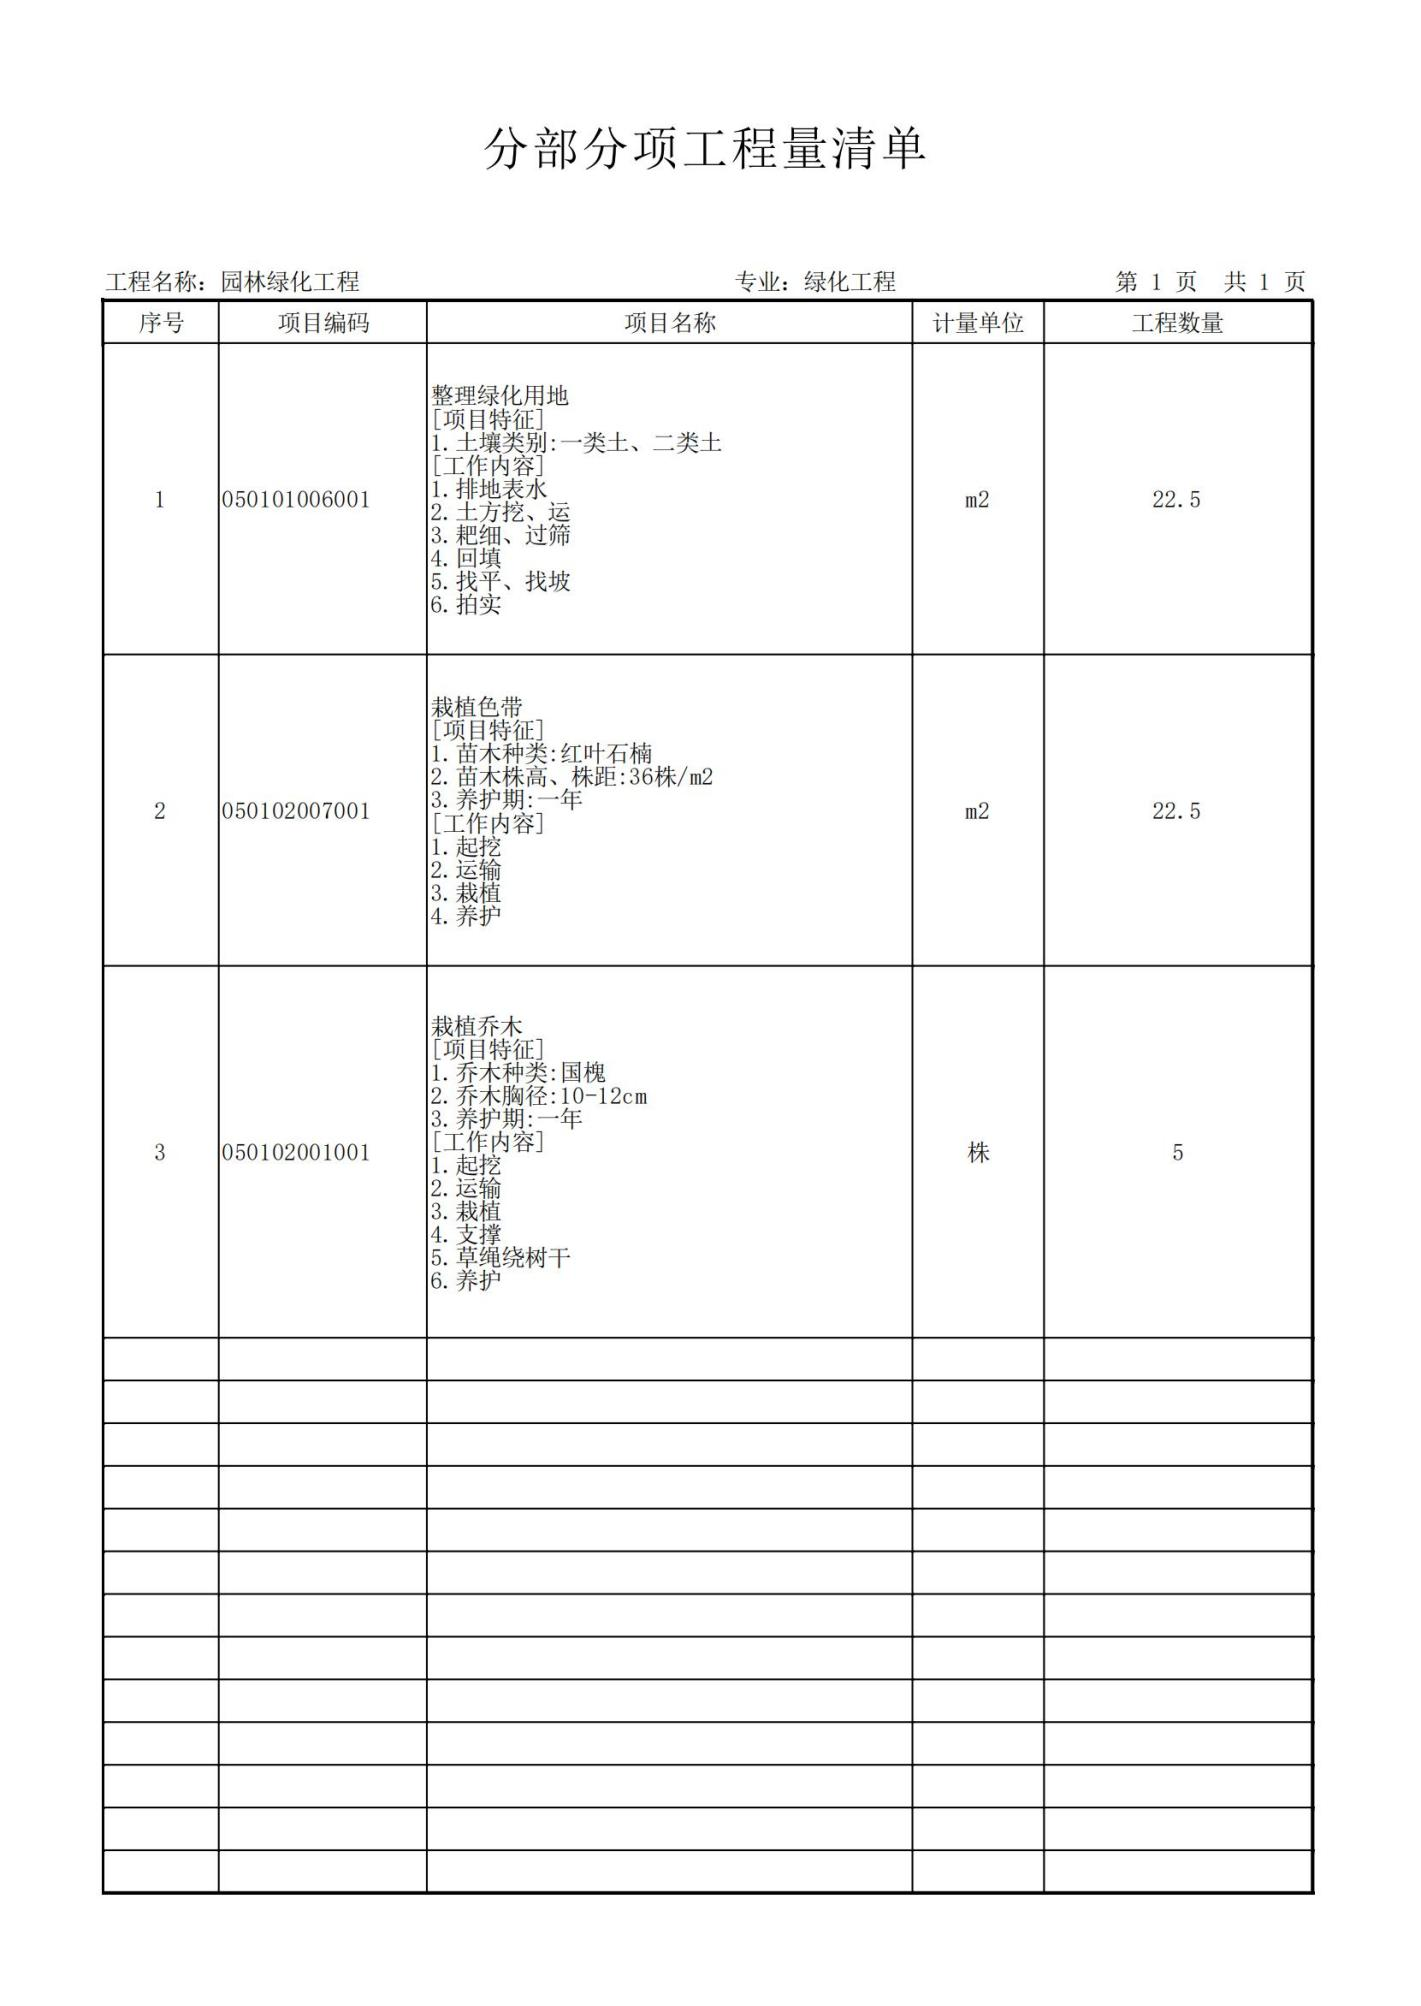 分部分项工程量清单
工程名称：园林绿化工程 专业：绿化工程 第 1 页 共 1 页
序号 项目编码 项目名称 计量单位 工程数量
整理绿化用地
[项目特征]
1.土壤类别:一类土、二类土
[工作内容]
1.排地表水
1 050101006001 m2 22.5
2.土方挖、运
3.耙细、过筛
4.回填
5.找平、找坡
6.拍实
栽植色带
[项目特征]
1.苗木种类:红叶石楠
2.苗木株高、株距:36株/m2
3.养护期:一年
2 050102007001 m2 22.5
[工作内容]
1.起挖
2.运输
3.栽植
4.养护
栽植乔木
[项目特征]
1.乔木种类:国槐
2.乔木胸径:10-12cm
3.养护期:一年
[工作内容]
3 050102001001 株 5
1.起挖
2.运输
3.栽植
4.支撑
5.草绳绕树干
6.养护